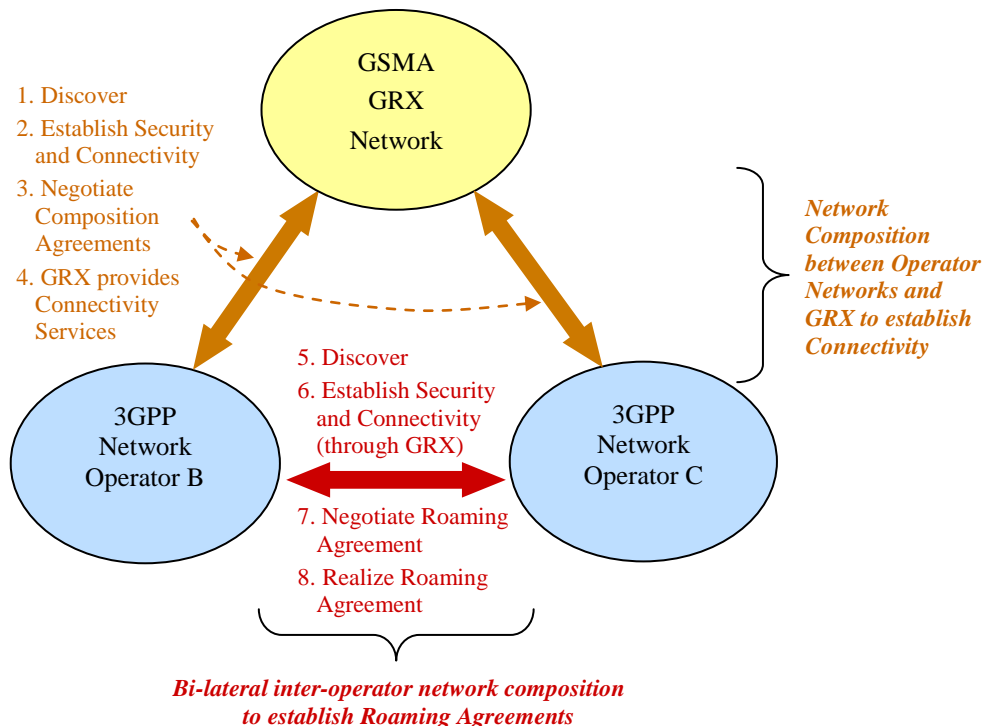 GSMA
GRX
Network
1. Discover
2. Establish Security
and Connectivity
3. Negotiate
Composition
Agreements
4. GRX provides
Connectivity
Services
Network
Composition
between Operator
Networks and
GRX to establish
Connectivity
3GPP
Network
Operator B
5. Discover
6. Establish Security
and Connectivity
(through GRX)
7. Negotiate Roaming
Agreement
8. Realize Roaming
Agreement
3GPP
Network
Operator C
Bi-lateral inter-operator network composition
to establish Roaming Agreements